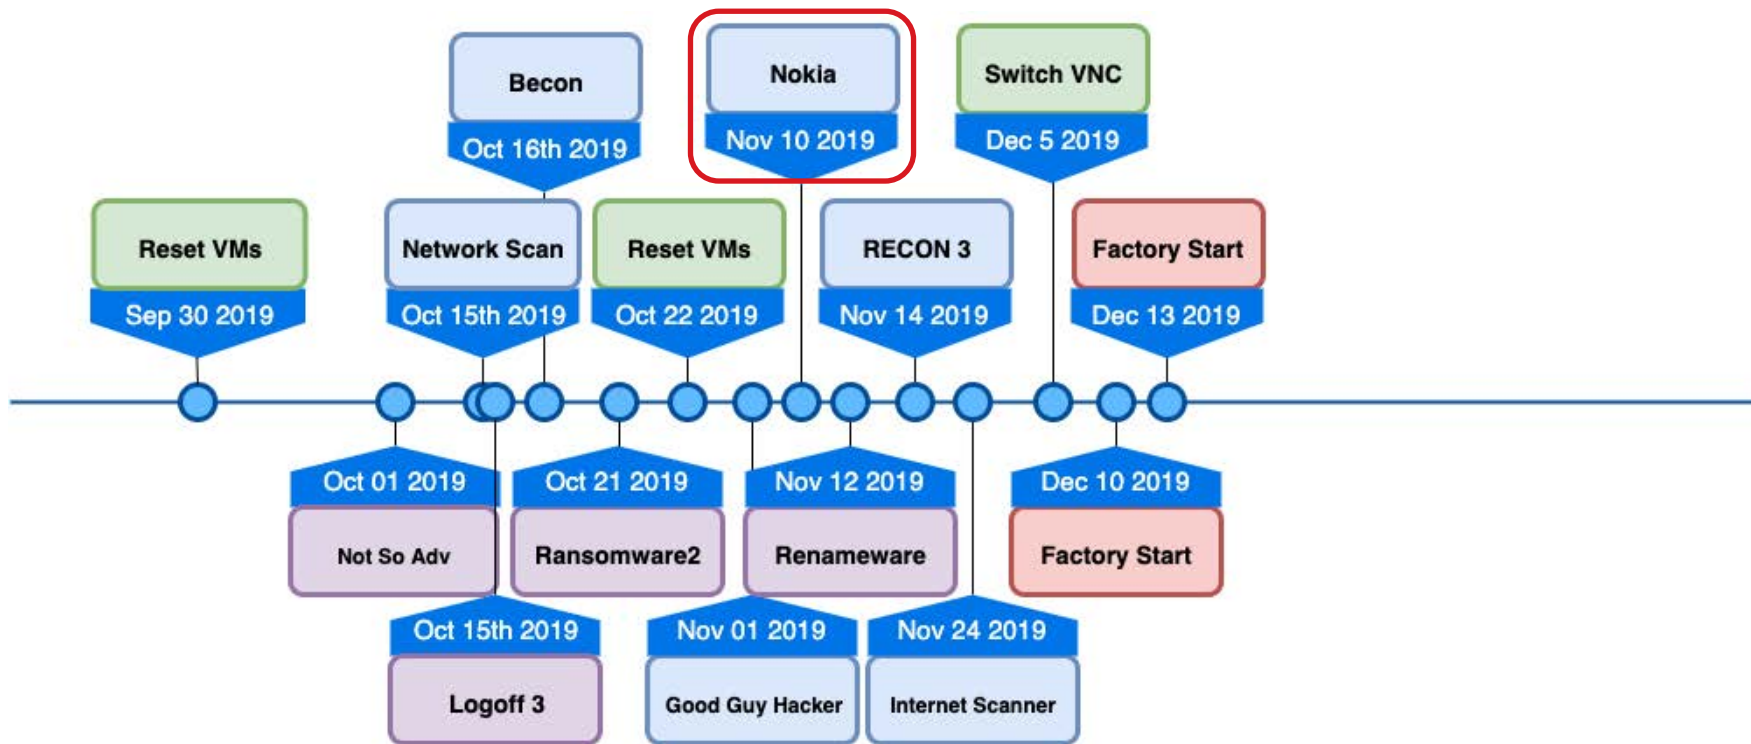 Becon
Oct 16th 2019
Nokia
Nov 10 2019
Switch VNC
Dec 5 2019
Reset VMs
Sep 30 2019
Network Scan
Oct 15th 2019
Reset VMs
Oct 22 2019
RECON 3
Nov 14 2019
Factory Start
Dec 13 2019
Oct 01 2019
Not So Adv
Oct 21 2019
Ransomware2
Nov 12 2019
Renameware
Dec 10 2019
Factory Start
Oct 15th 2019
Logoff 3
Nov 01 2019
Good Guy Hacker
Nov 24 2019
Internet Scanner